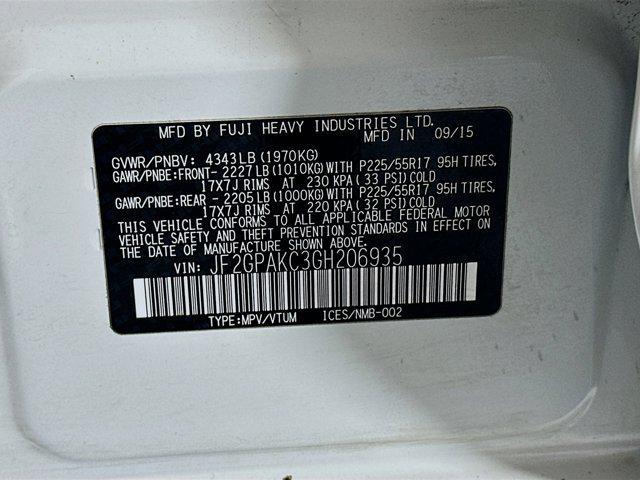 MFD BY FUJI HEAVY INDUSTRIES LTD.
MFD IN 09/15
GVWR/PNBV: 4343LB(1970KG)
GAWR/PNBE:FRONT- 2227LB(1010KG)WITH P225/55R17 95H TIRES,
17X7J RIMS AT 230 KPA(33 PSI)COLD
GAWR/PNBE:REAR - 2205LB(1000KG)WITH P225/55R17 95H TIRES,
17X7J RIMS AT 220 KPA(32 PSI)COLD
THIS VEHICLE CONFORMS TO ALL APPLICABLE FEDERAL MOTOR
VEHICLE SAFETY AND THEFT PREVENTION STANDARDS IN EFFECT ON
THE DATE OF MANUFACTURE SHOWN ABOVE.
VIN: JF2GPAKC3GH206935
TYPE:MPV/VTUM ICES/NMB-002